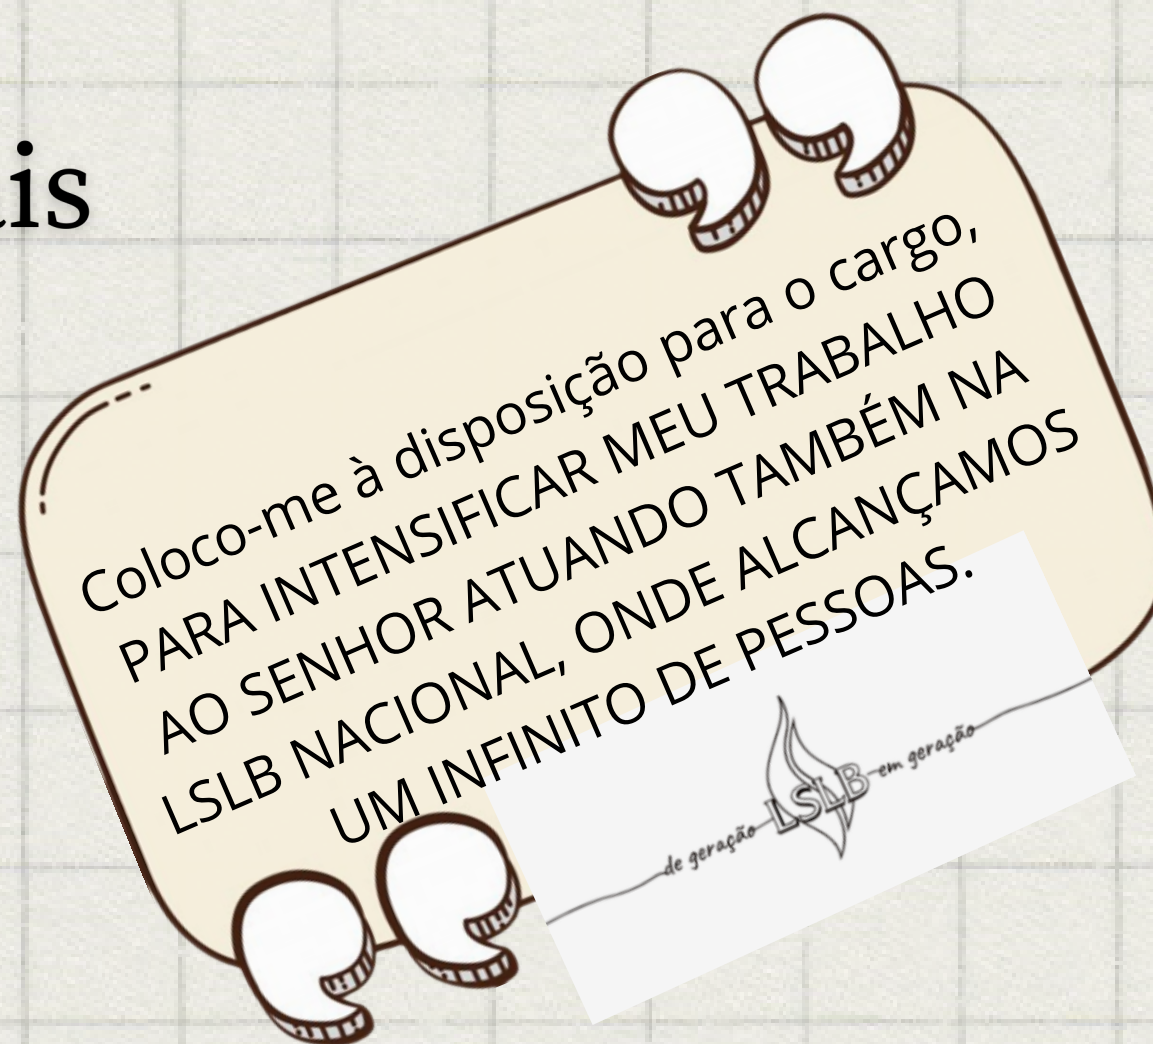 Coloco-me à disposição para o cargo,
PARA INTENSIFICAR MEU TRABALHO
AO SENHOR ATUANDO TAMBÉM NA
LSLB NACIONAL, ONDE ALCANÇAMOS
UM INFINITO DE PESSOAS.
de geração LSLB em geração